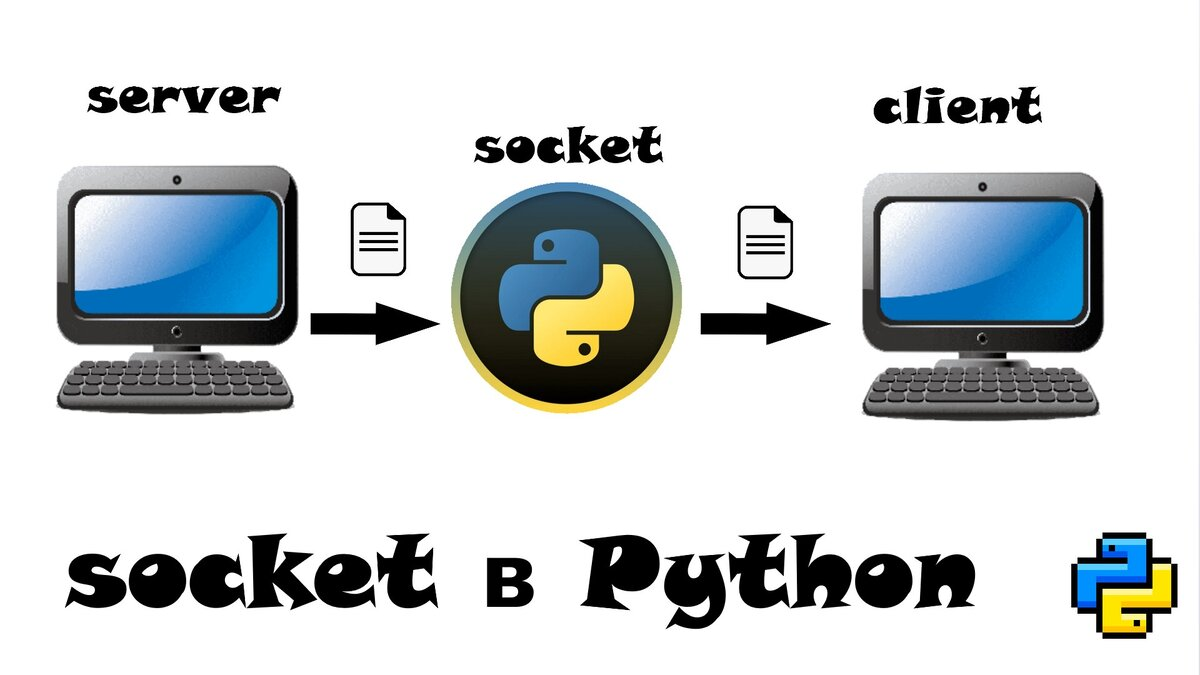 server
socket
client
socket в Python